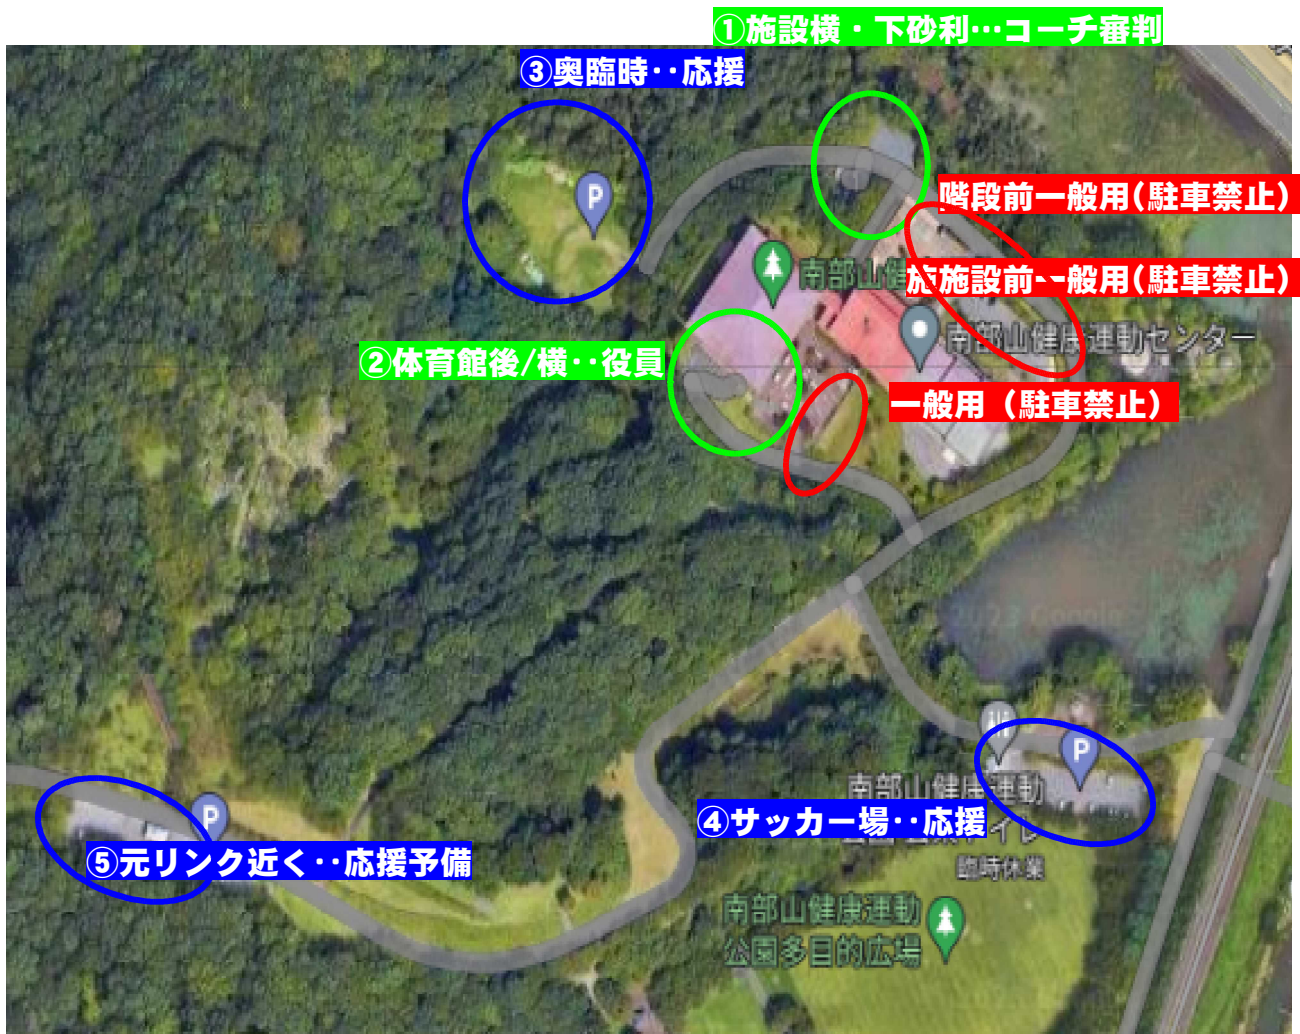 ①施設横・下砂利…コーチ審判
③奥臨時‥応援
階段前一般用(駐車禁止)
南部山健
施施設前一般用(駐車禁止)
南部山健康運動センター
②体育館後/横‥役員
一般用（駐車禁止）
P
P
南部山健康運動
④サッカー場‥応援
臨時休業
P
⑤元リンク近く‥応援予備
南部山健康運動
公園多目的広場